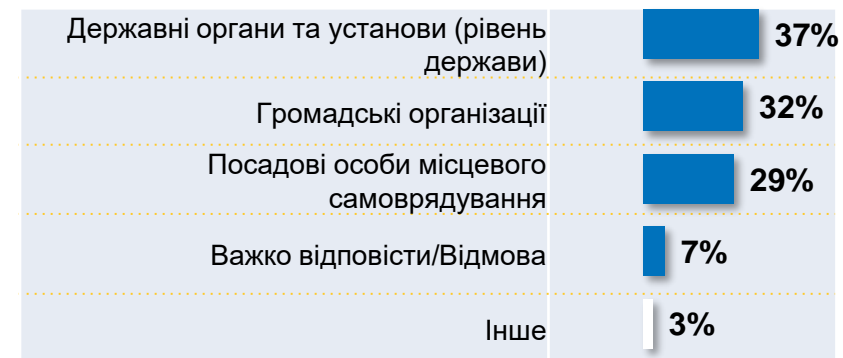 Державні органи та установи (рівень
держави)
37%
Громадські організації
32%
Посадові особи місцевого
самоврядування
29%
Важко відповісти/Відмова
7%
Інше
3%